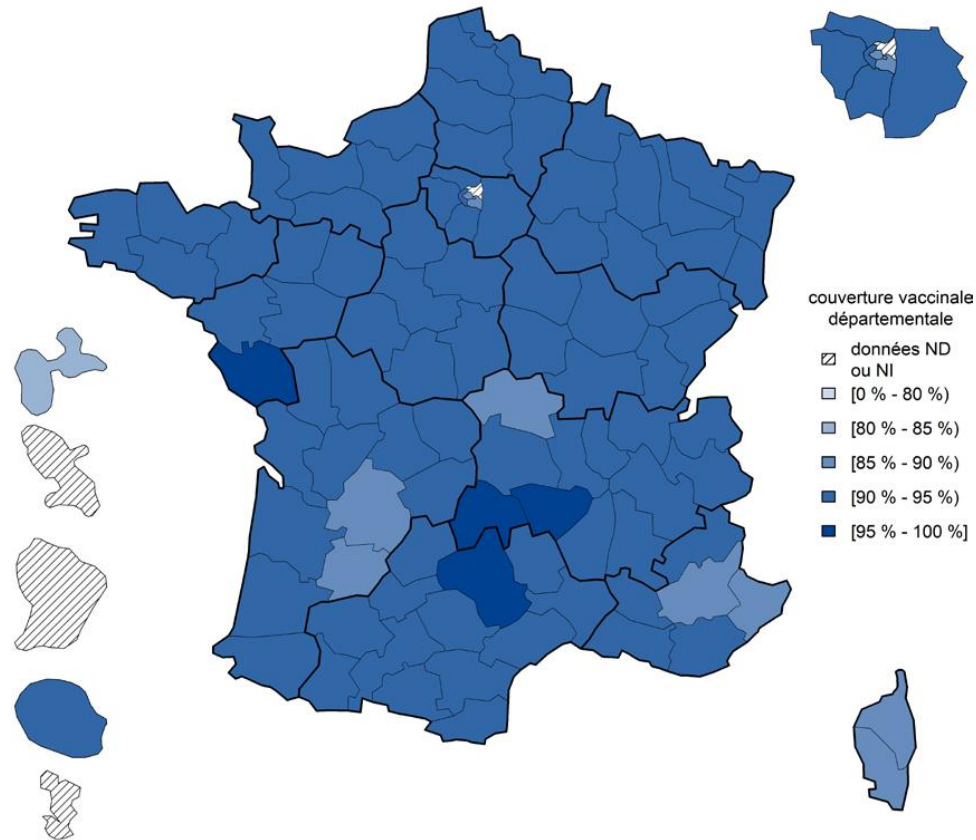 couverture vaccinale
départementale
données ND
ou NI
[0 % - 80 %)
[80 % - 85 %)
[85 % - 90 %)
[90 % - 95 %)
[95 % - 100 %]